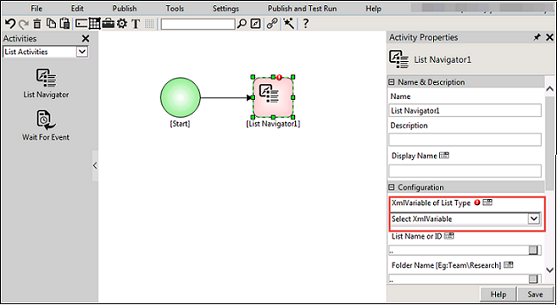 File Edit Publish Tools Settings Publish and Test Run Help
Activities
List Activities
List Navigator
Wait For Event
[Start]
[List Navigator1]
Activity Properties
List Navigator1
Name & Description
Name
List Navigator1
Description
Display Name
Configuration
XmlVariable of List Type
Select XmlVariable
List Name or ID
..
Folder Name [Eg:Team\Research]
..
Help Save